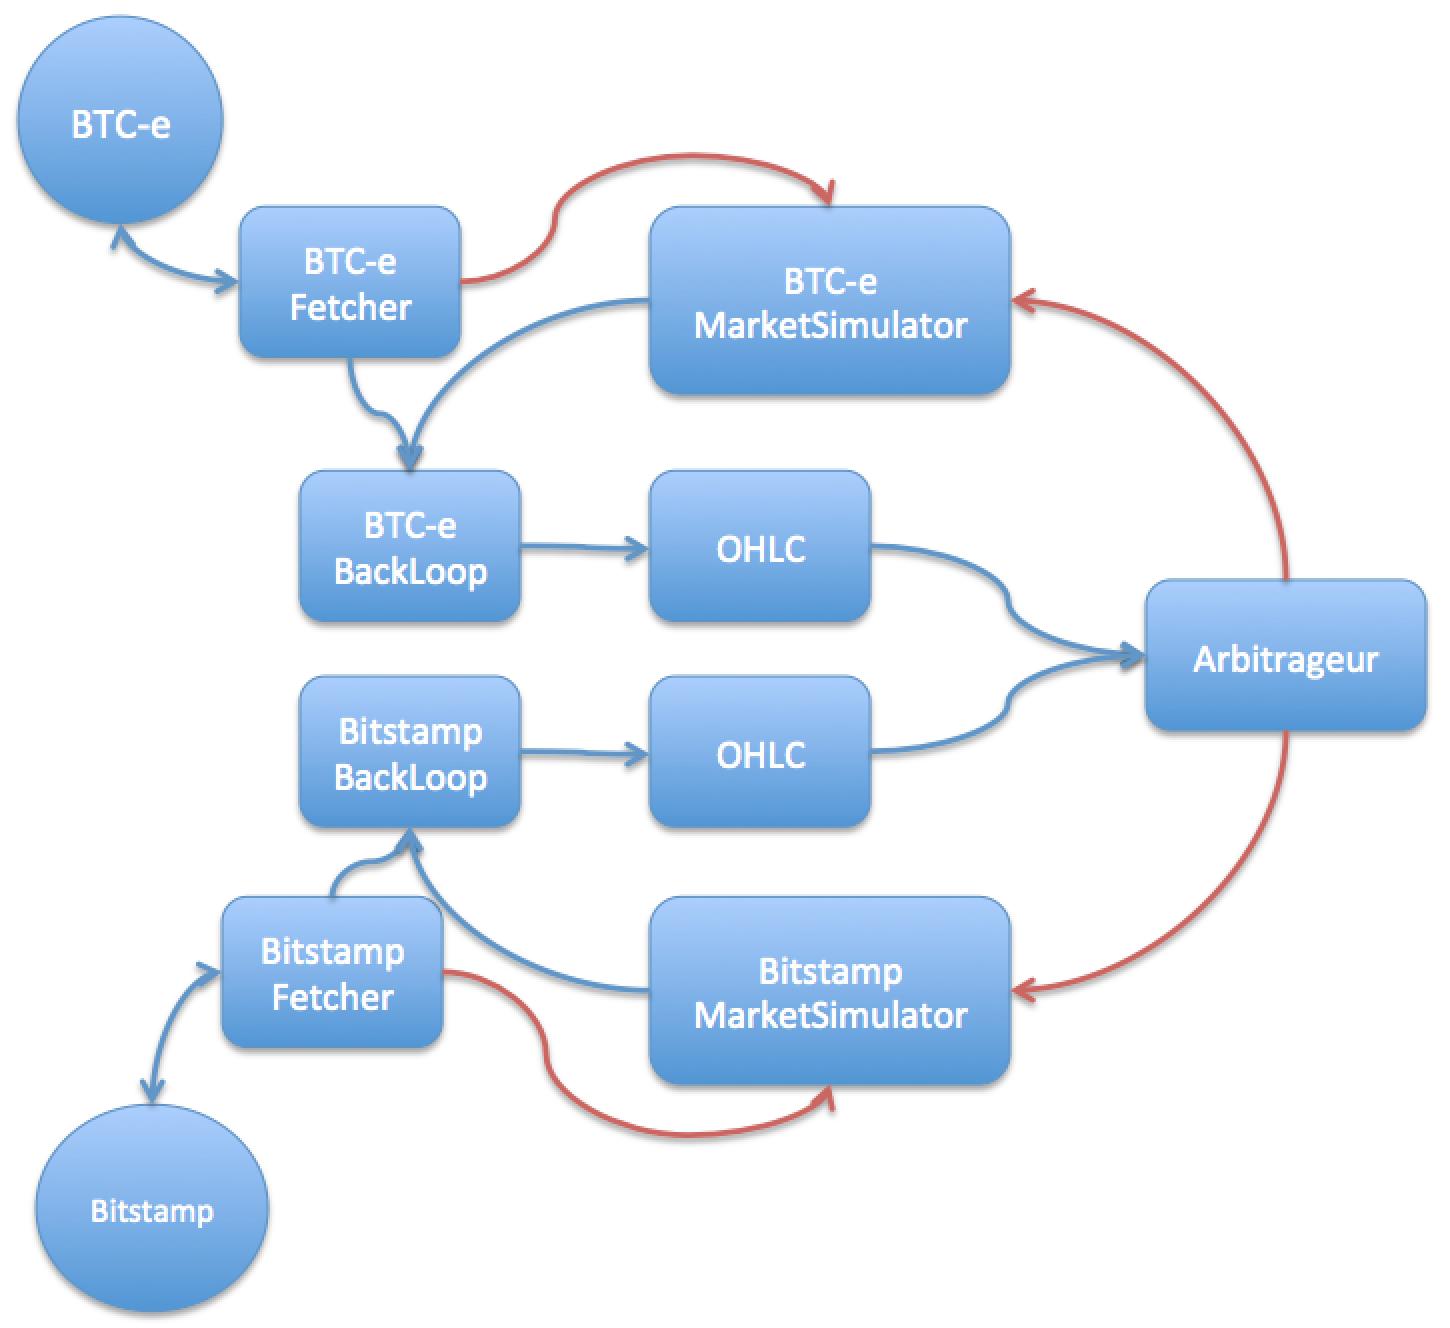 BTC-e
BTC-e
Fetcher
BTC-e
MarketSimulator
BTC-e
BackLoop
OHLC
Arbitrageur
Bitstamp
BackLoop
OHLC
Bitstamp
Fetcher
Bitstamp
MarketSimulator
Bitstamp